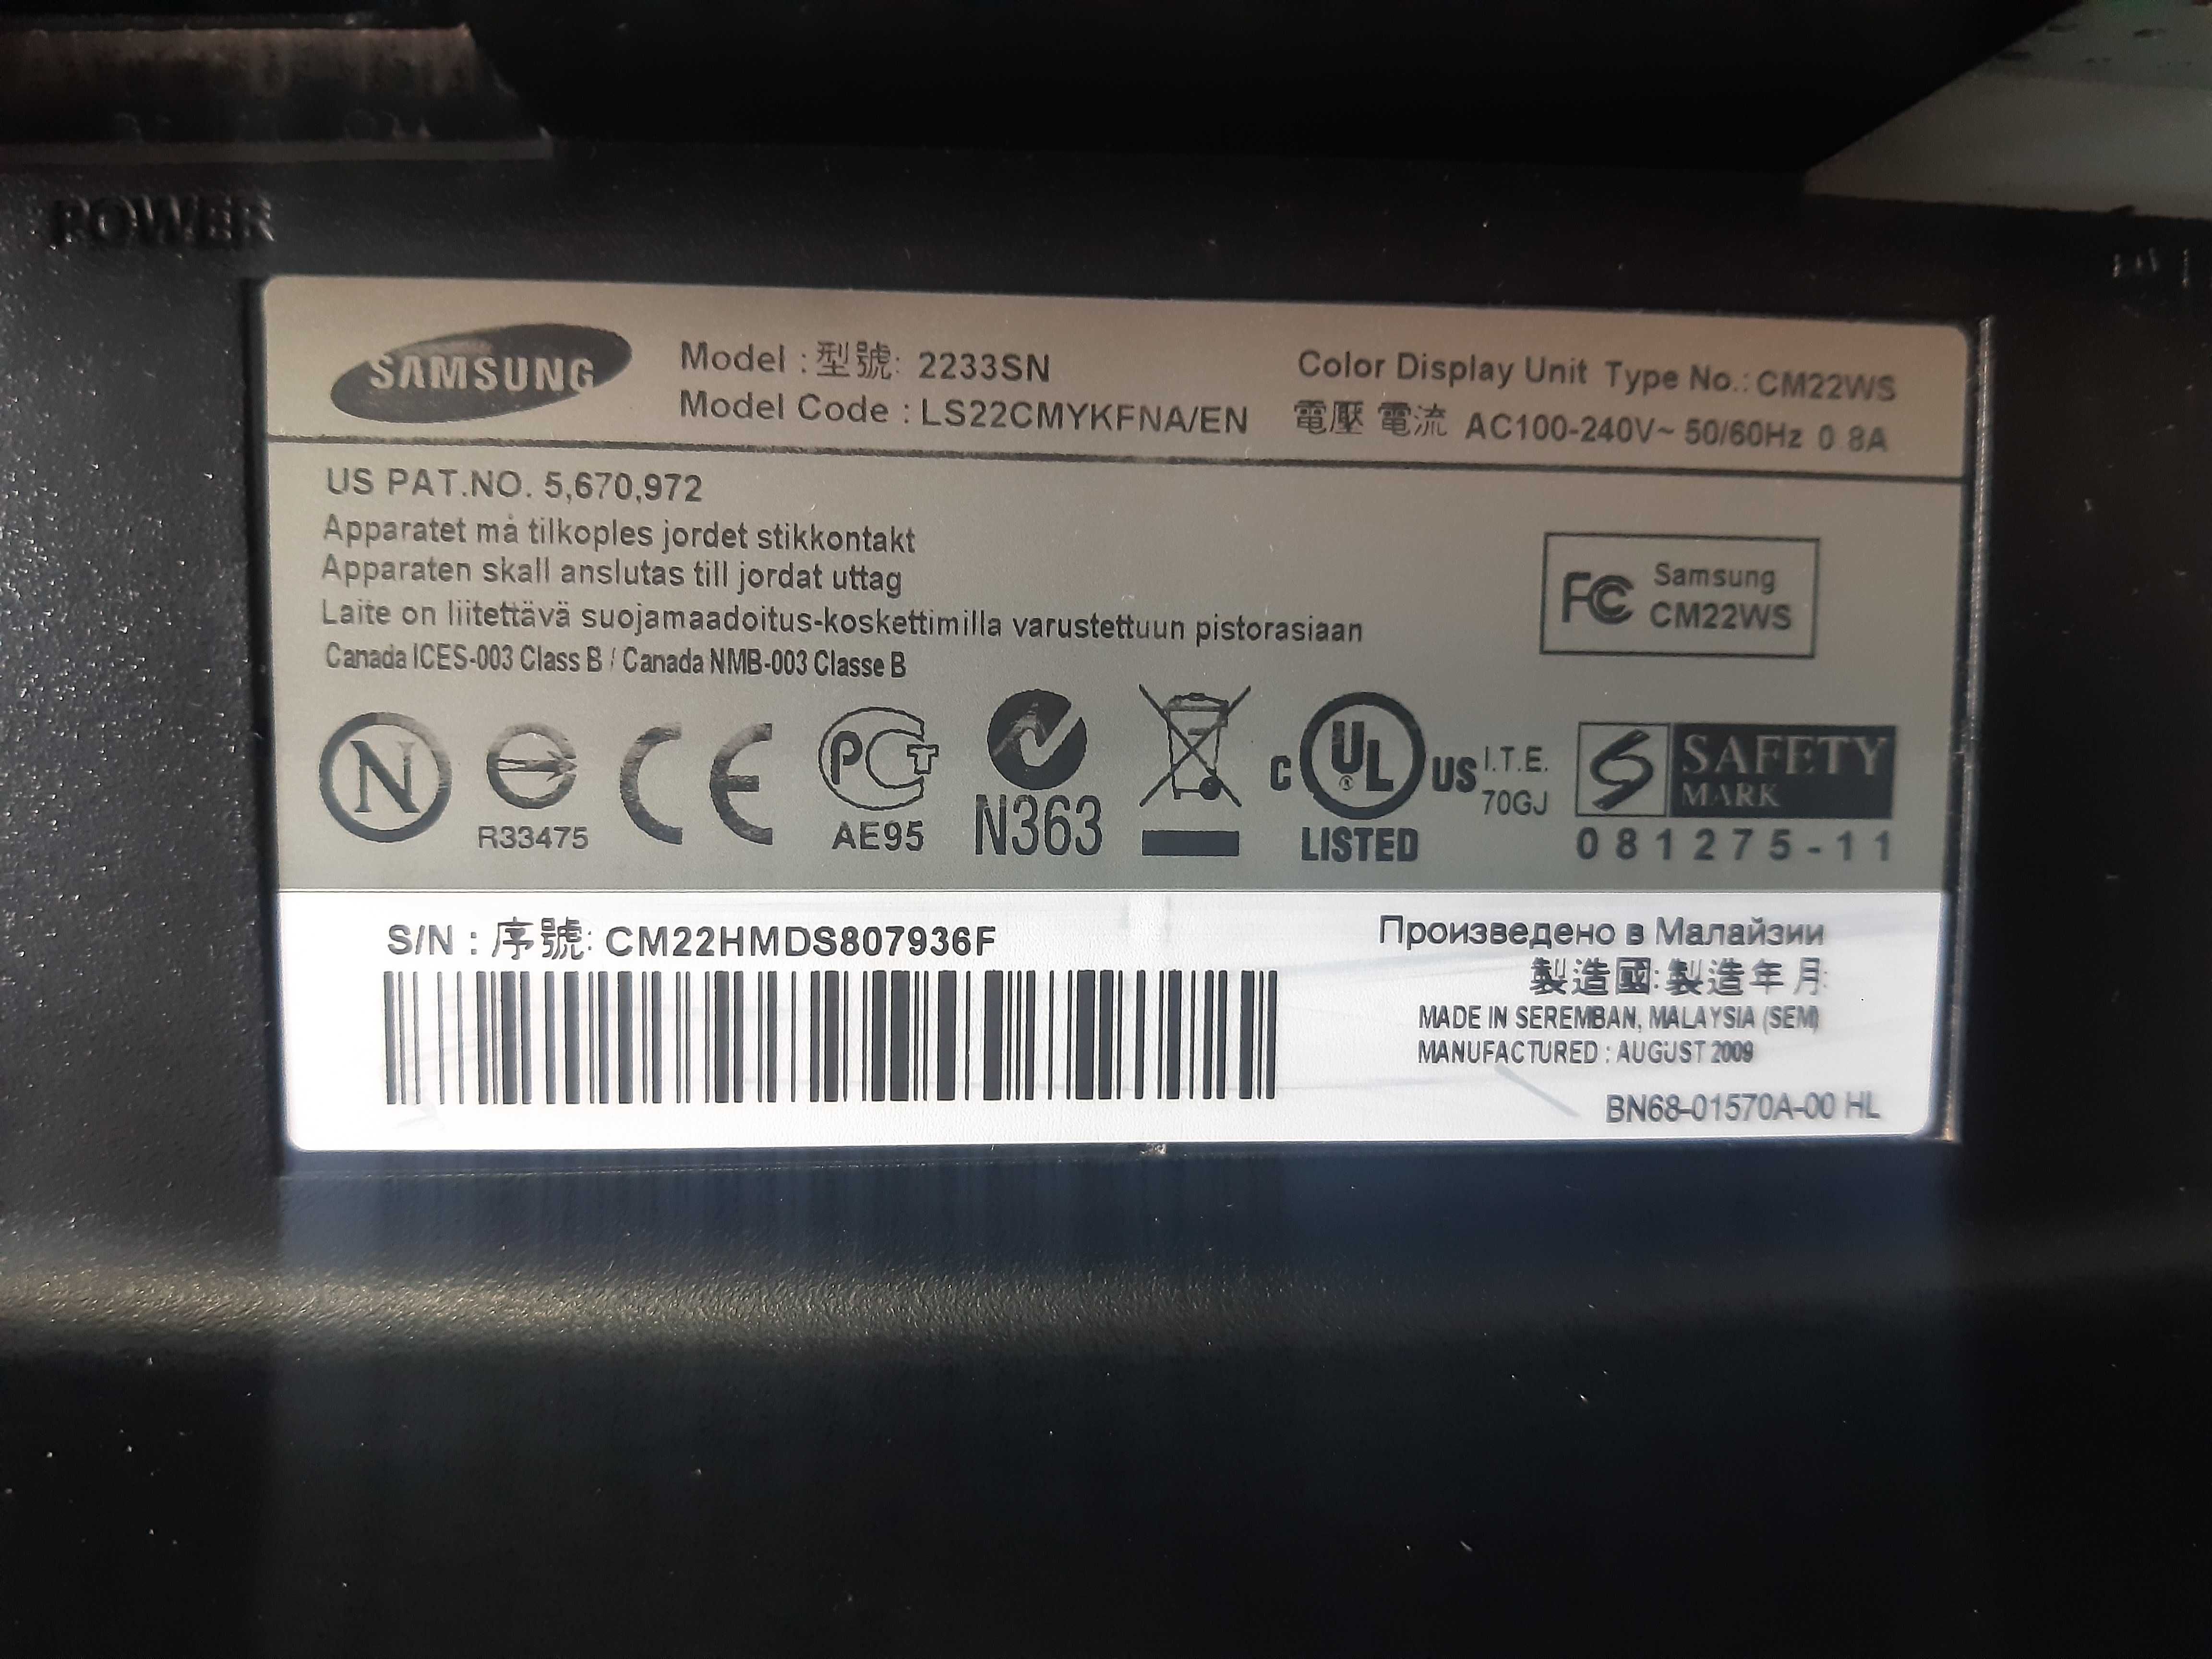 POWER
SAMSUNG
Model : 型號: 2233SN
Model Code : LS22CMYKFNA/EN
Color Display Unit Type No.: CM22WS
電壓 電流 AC100-240V~ 50/60Hz 0.8A
US PAT.NO. 5,670,972
Apparatet må tilkoples jordet stikkontakt
Apparaten skall anslutas till jordat uttag
Laite on liitettävä suojamaadoitus-koskettimilla varustettuun pistorasiaan
Canada ICES-003 Class B / Canada NMB-003 Classe B
FC Samsung
CM22WS
N
R33475
CE
PCT
AE95
N363
C UL US
LISTED
I.T.E.
70GJ
SAFETY
MARK
081275-11
S/N : 序號: CM22HMDS807936F
Произведено в Малайзии
製造國: 製造年月:
MADE IN SEREMBAN, MALAYSIA (SEM)
MANUFACTURED : AUGUST 2009
BN68-01570A-00 HL